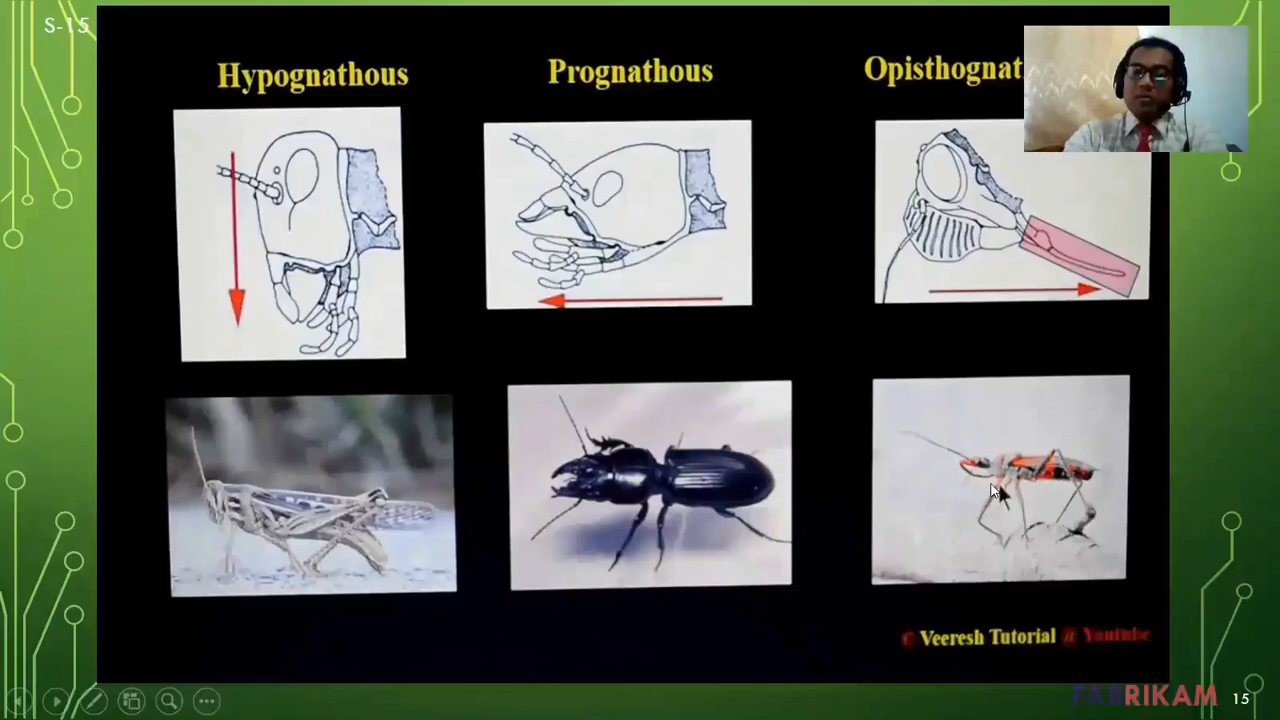 S-15
Hypognathous
Prognathous
Opisthognat
© Veeresh Tutorial @ Youtube
FABRIKAM
15